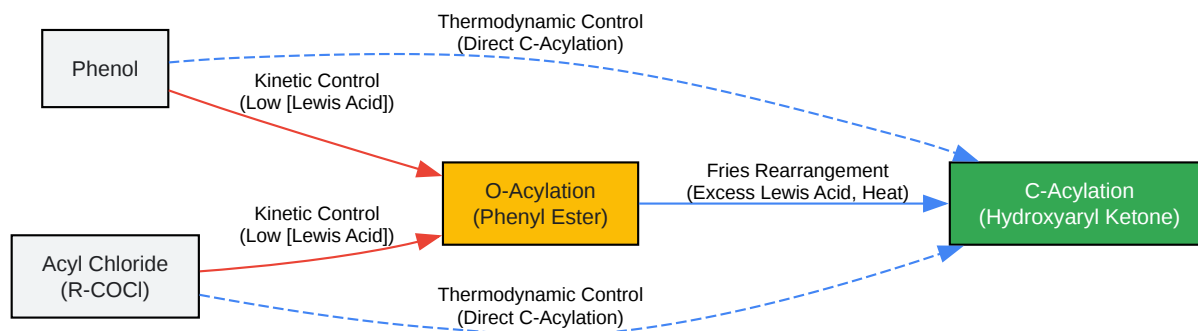 Thermodynamic Control
(Direct C-Acylation)
Phenol
Kinetic Control
(Low [Lewis Acid])
O-Acylation
(Phenyl Ester)
Fries Rearrangement
(Excess Lewis Acid, Heat)
C-Acylation
(Hydroxyaryl Ketone)
Kinetic Control
(Low [Lewis Acid])
Acyl Chloride
(R-COCl)
Thermodynamic Control
(Direct C-Acylation)